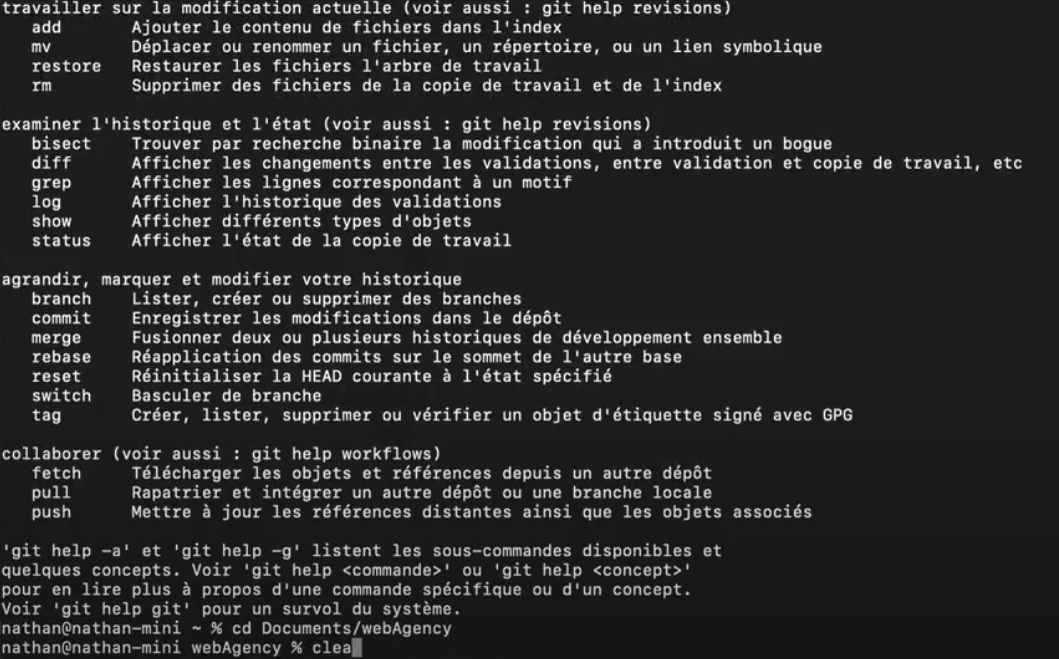 travailler sur la modification actuelle (voir aussi : git help revisions)
add Ajouter le contenu de fichiers dans l'index
mv Déplacer ou renommer un fichier, un répertoire, ou un lien symbolique
restore Restaurer les fichiers l'arbre de travail
rm Supprimer des fichiers de la copie de travail et de l'index
examiner l'historique et l'état (voir aussi : git help revisions)
bisect Trouver par recherche binaire la modification qui a introduit un bogue
diff Afficher les changements entre les validations, entre validation et copie de travail, etc
grep Afficher les lignes correspondant à un motif
log Afficher l'historique des validations
show Afficher différents types d'objets
status Afficher l'état de la copie de travail
agrandir, marquer et modifier votre historique
branch Lister, créer ou supprimer des branches
commit Enregistrer les modifications dans le dépôt
merge Fusionner deux ou plusieurs historiques de développement ensemble
rebase Réapplication des commits sur le sommet de l'autre base
reset Réinitialiser la HEAD courante à l'état spécifié
switch Basculer de branche
tag Créer, lister, supprimer ou vérifier un objet d'étiquette signé avec GPG
collaborer (voir aussi : git help workflows)
fetch Télécharger les objets et références depuis un autre dépôt
pull Rapatrier et intégrer un autre dépôt ou une branche locale
push Mettre à jour les références distantes ainsi que les objets associés
'git help -a' et 'git help -g' listent les sous-commandes disponibles et
quelques concepts. Voir 'git help <commande>' ou 'git help <concept>'
pour en lire plus à propos d'une commande spécifique ou d'un concept.
Voir 'git help git' pour un survol du système.
nathan@nathan-mini ~ % cd Documents/webAgency
nathan@nathan-mini webAgency % clea